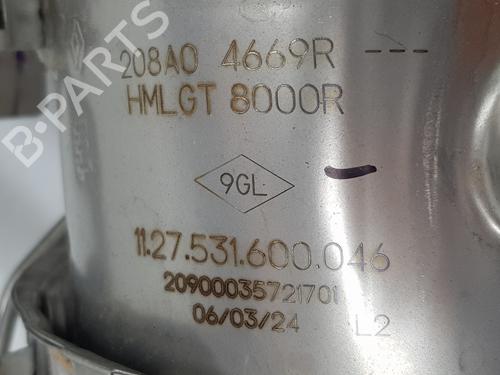 B-PARTS
208A0 4669R ---
HMLGT 8000R
9GL
11.27.531.600.046
20900035721701
06/03/24 L2